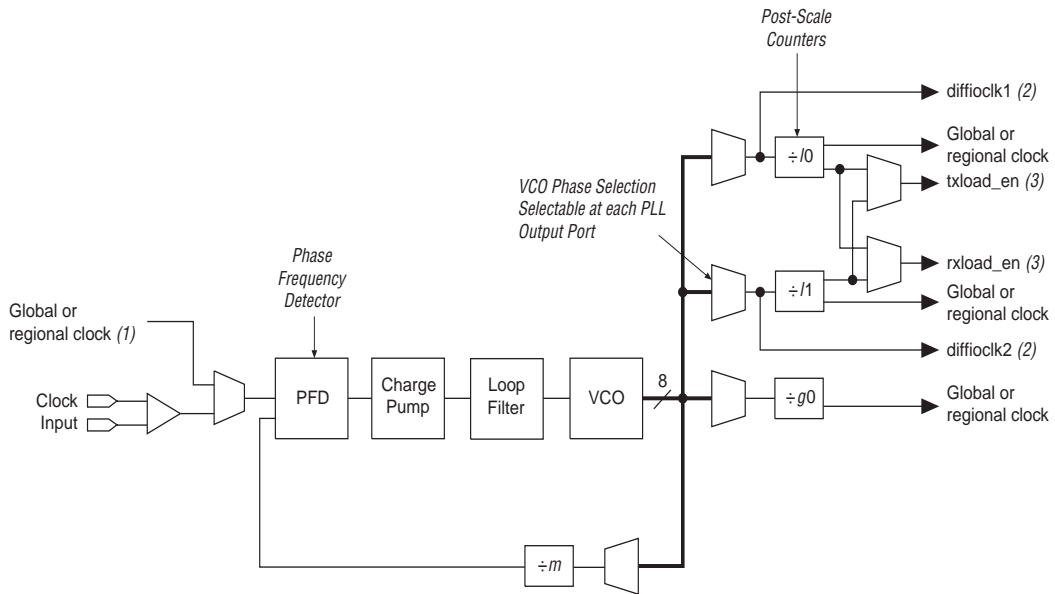 Post-Scale
Counters
diffioclk1 (2)
Global or
regional clock
÷l0
txload_en (3)
VCO Phase Selection
Selectable at each PLL
Output Port
rxload_en (3)
÷l1
Global or
regional clock
diffioclk2 (2)
Phase
Frequency
Detector
Global or
regional clock (1)
PFD
Charge
Pump
Loop
Filter
VCO
8
÷g0
Global or
regional clock
Clock
Input
÷m